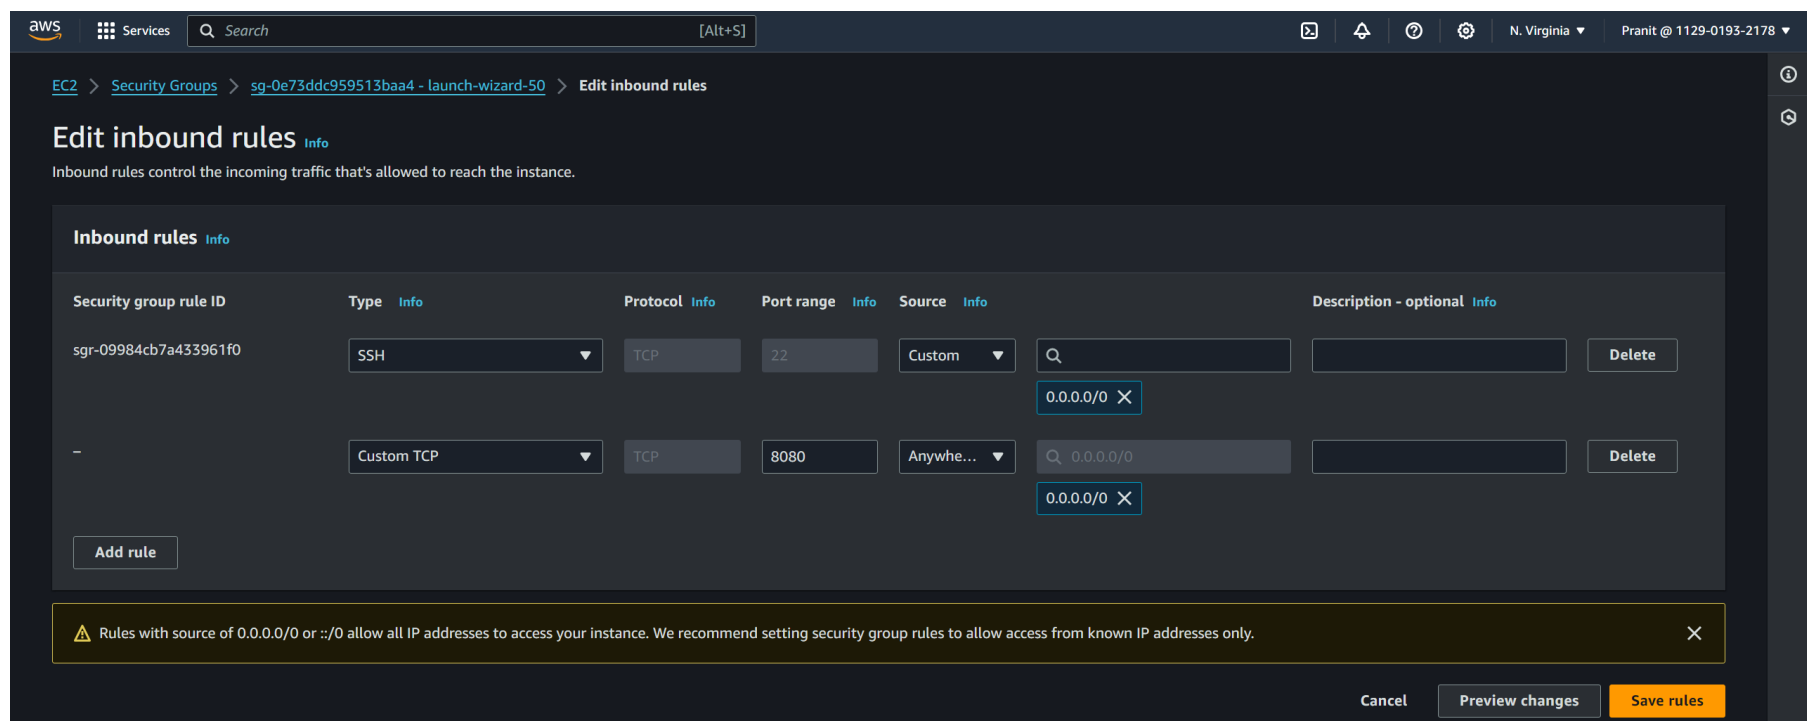 aws Services Search [Alt+S] N. Virginia ▼ Pranit @ 1129-0193-2178 ▼
EC2 > Security Groups > sg-0e73ddc959513baa4 - launch-wizard-50 > Edit inbound rules
Edit inbound rules Info
Inbound rules control the incoming traffic that's allowed to reach the instance.
Inbound rules Info
Security group rule ID Type Info Protocol Info Port range Info Source Info Description - optional Info
sgr-09984cb7a433961f0 SSH TCP 22 Custom Delete
0.0.0.0/0
– Custom TCP TCP 8080 Anywhe... 0.0.0.0/0 Delete
0.0.0.0/0
Add rule
Rules with source of 0.0.0.0/0 or ::/0 allow all IP addresses to access your instance. We recommend setting security group rules to allow access from known IP addresses only.
Cancel Preview changes Save rules